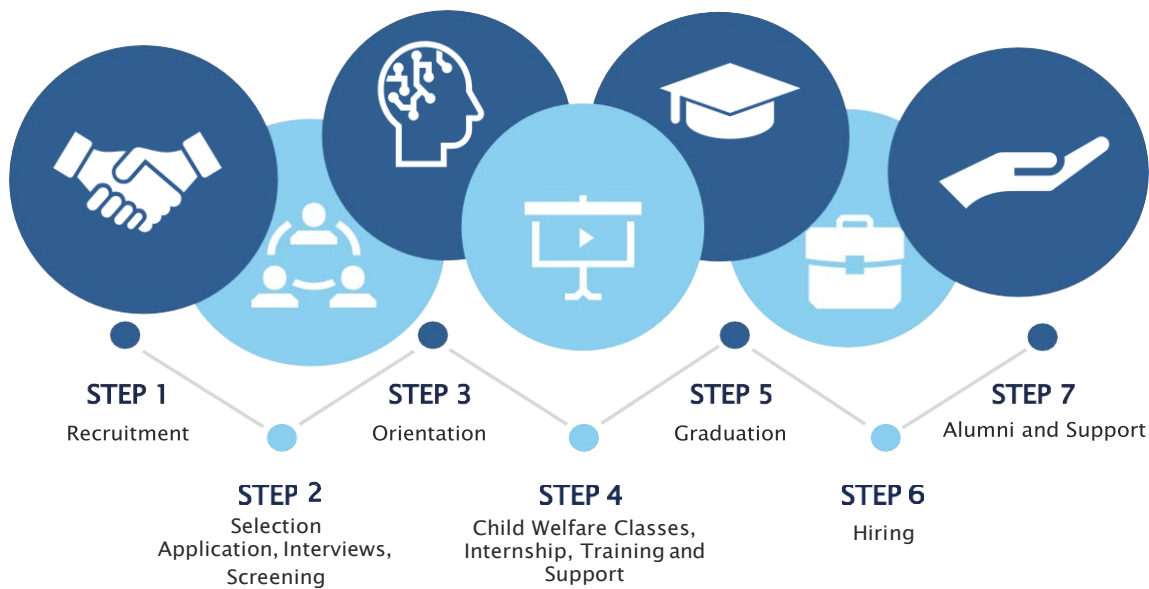 STEP 1
Recruitment
STEP 2
Selection
Application, Interviews,
Screening
STEP 3
Orientation
STEP 4
Child Welfare Classes,
Internship, Training and
Support
STEP 5
Graduation
STEP 6
Hiring
STEP 7
Alumni and Support